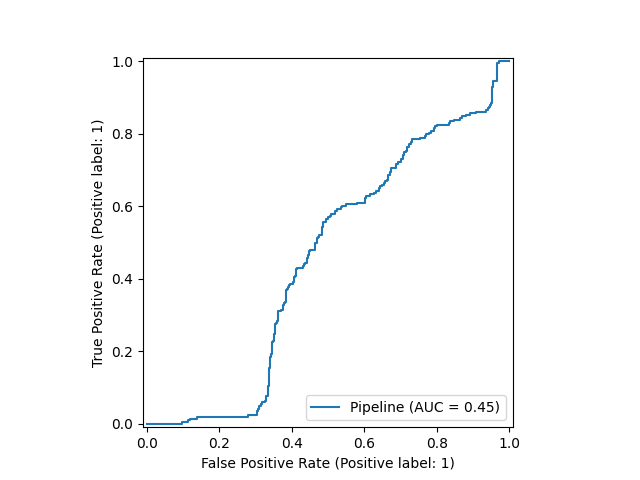 1.0
0.8
0.6
0.4
0.2
0.0
True Positive Rate (Positive label: 1)
Pipeline (AUC = 0.45)
0.0 0.2 0.4 0.6 0.8 1.0
False Positive Rate (Positive label: 1)